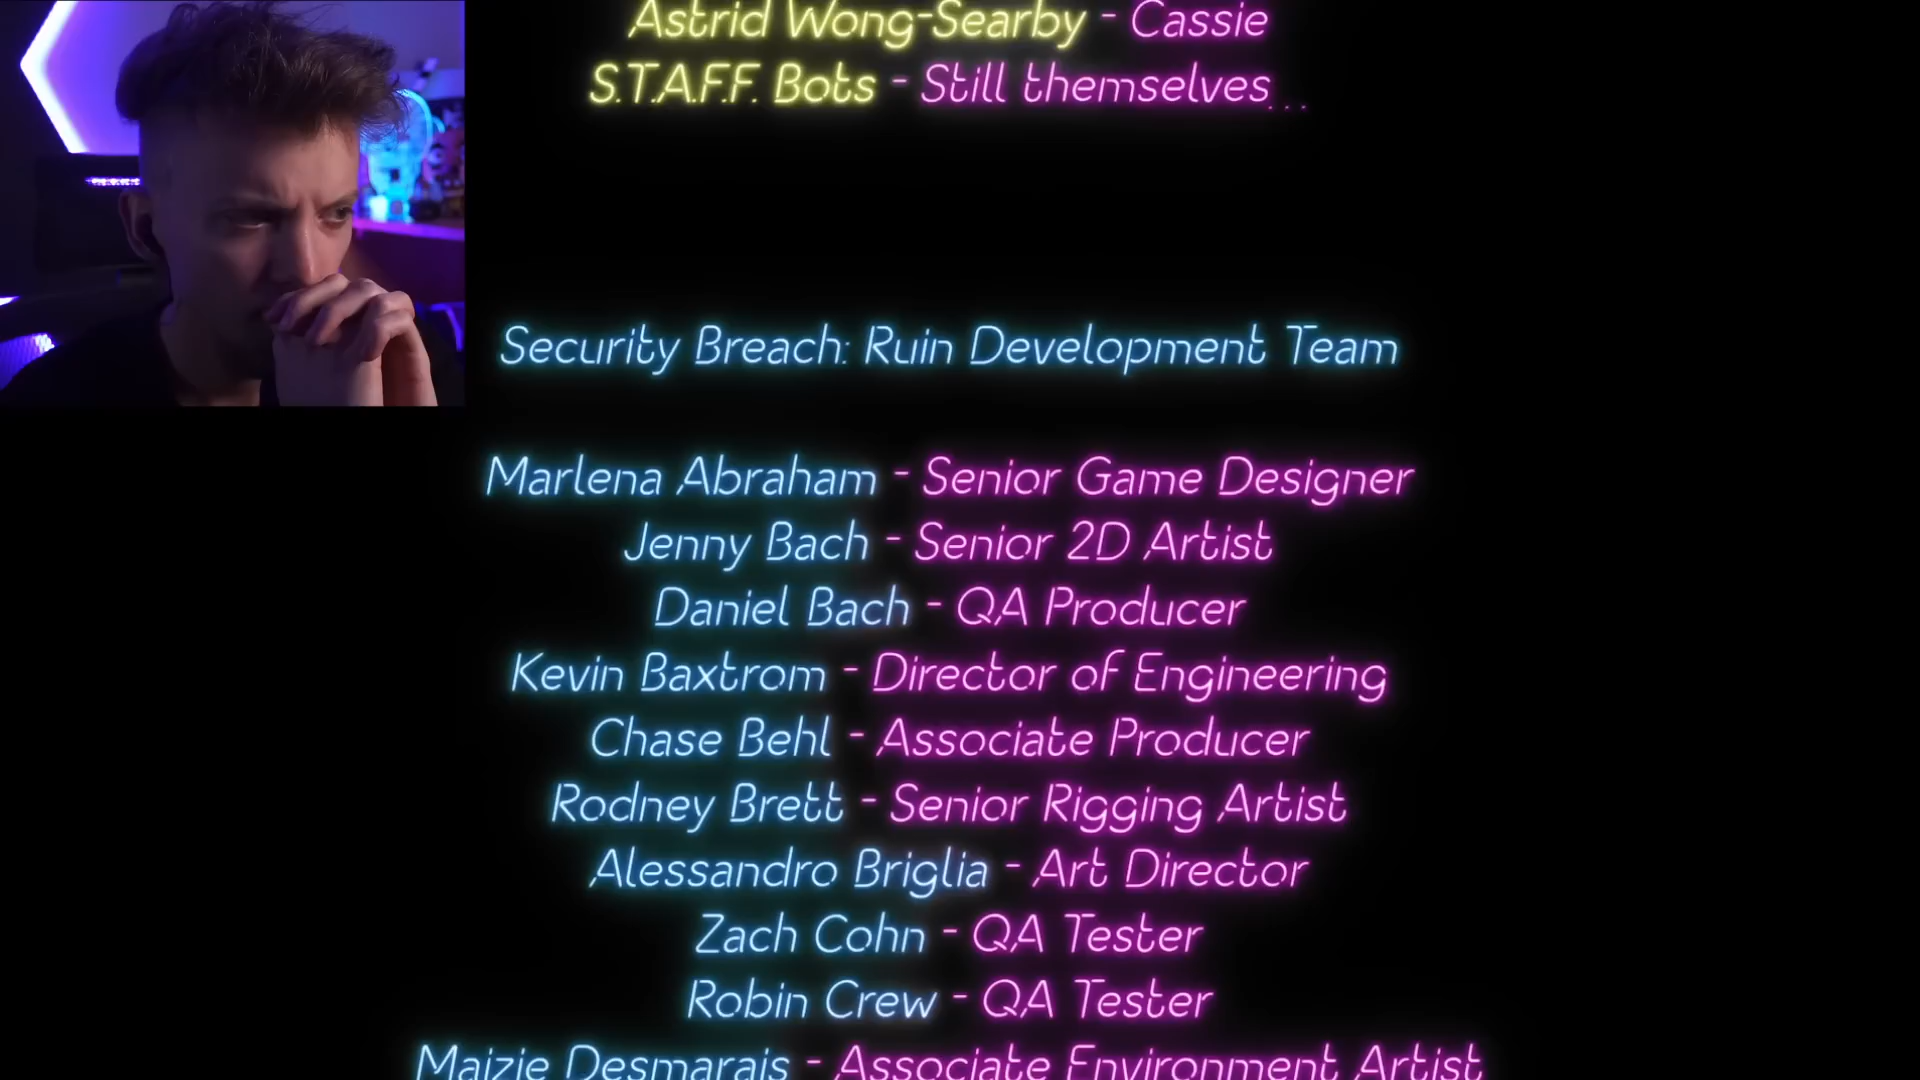 Astrid Wong-Searby - Cassie
S.T.A.F.F. Bots - Still themselves...
Security Breach: Ruin Development Team
Marlena Abraham - Senior Game Designer
Jenny Bach - Senior 2D Artist
Daniel Bach - QA Producer
Kevin Baxtrom - Director of Engineering
Chase Behl - Associate Producer
Rodney Brett - Senior Rigging Artist
Alessandro Briglia - Art Director
Zach Cohn - QA Tester
Robin Crew - QA Tester
Maizie Desmarais - Associate Environment Artist